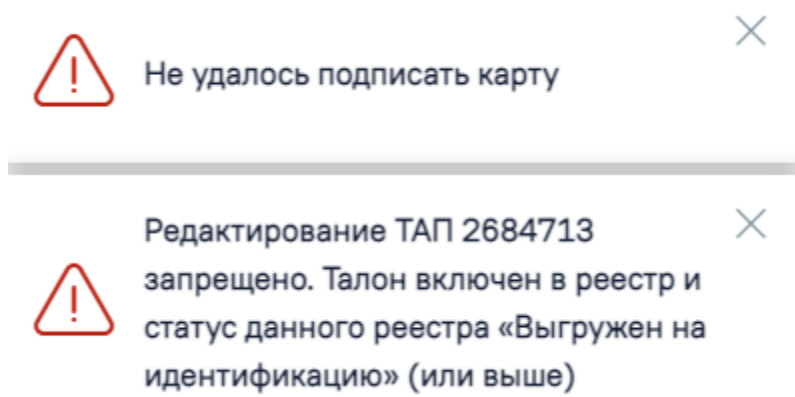 Не удалось подписать карту
Редактирование ТАП 2684713
запрещено. Талон включен в реестр и
статус данного реестра «Выгружен на
идентификацию» (или выше)